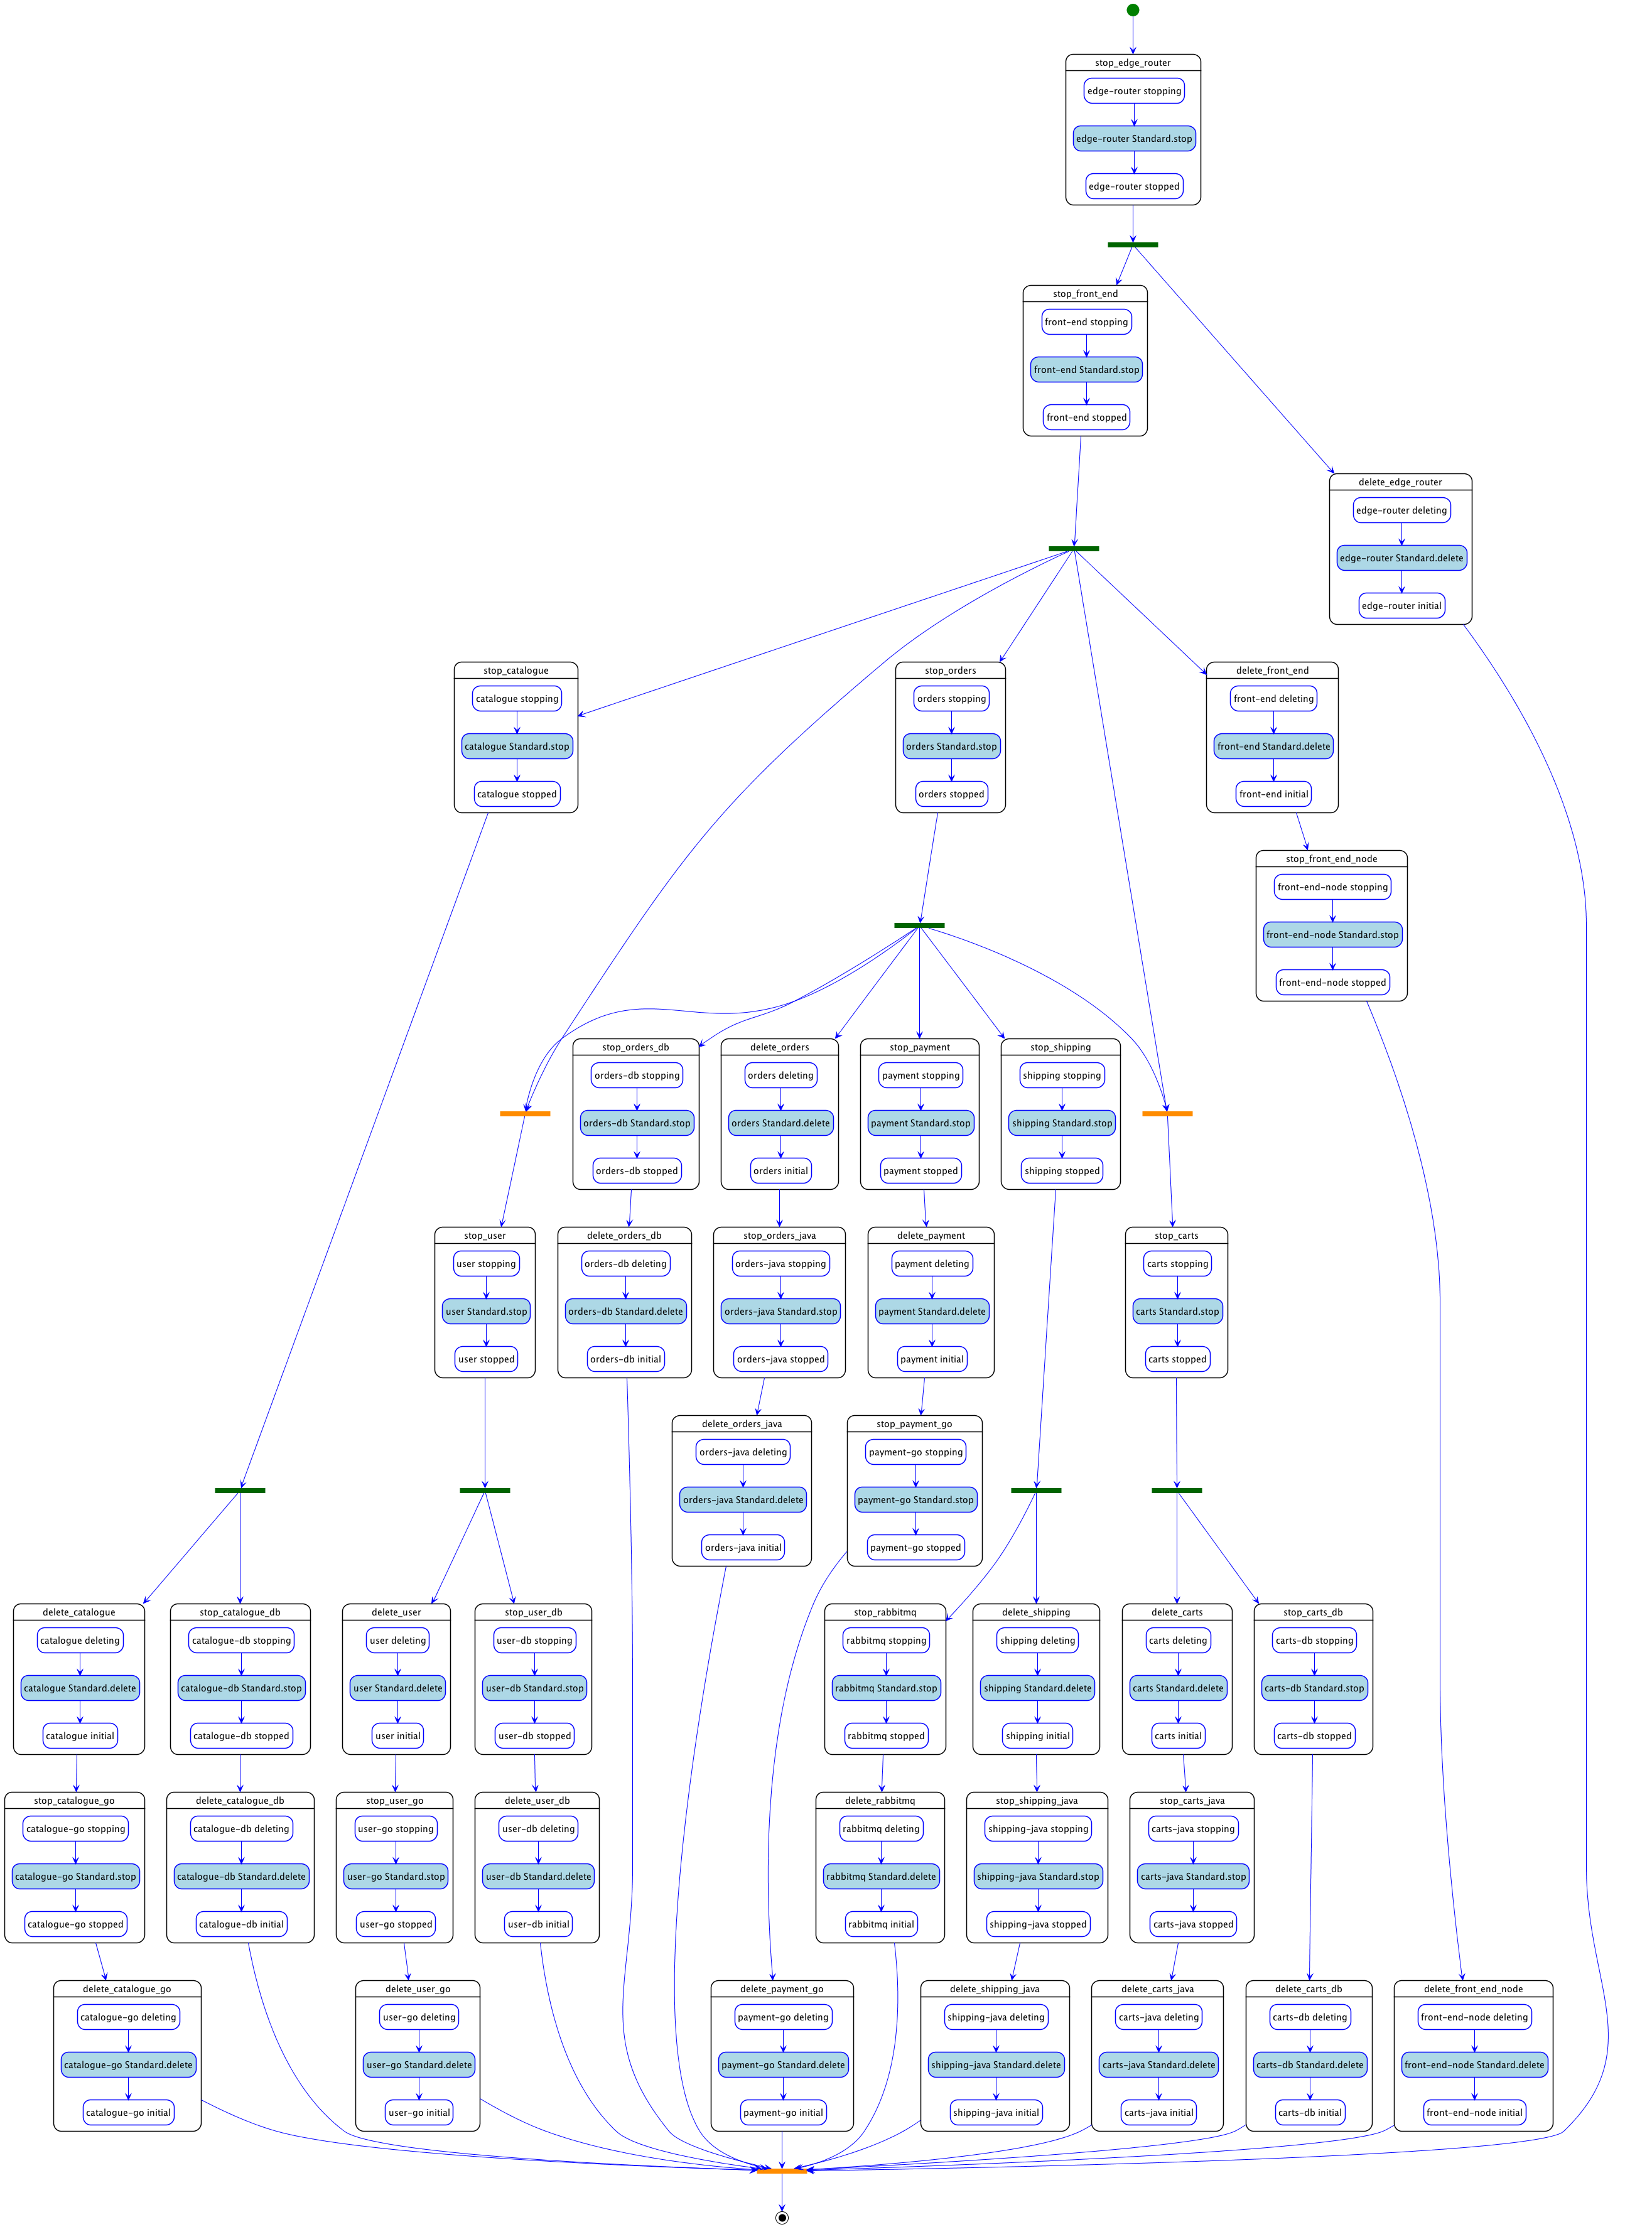 stop_edge_router
edge-router stopping
edge-router Standard.stop
edge-router stopped
stop_front_end
front-end stopping
front-end Standard.stop
front-end stopped
delete_edge_router
edge-router deleting
edge-router Standard.delete
edge-router initial
stop_catalogue
catalogue stopping
catalogue Standard.stop
catalogue stopped
stop_orders
orders stopping
orders Standard.stop
orders stopped
delete_front_end
front-end deleting
front-end Standard.delete
front-end initial
stop_front_end_node
front-end-node stopping
front-end-node Standard.stop
front-end-node stopped
stop_orders_db
orders-db stopping
orders-db Standard.stop
orders-db stopped
delete_orders
orders deleting
orders Standard.delete
orders initial
stop_payment
payment stopping
payment Standard.stop
payment stopped
stop_shipping
shipping stopping
shipping Standard.stop
shipping stopped
stop_user
user stopping
user Standard.stop
user stopped
delete_orders_db
orders-db deleting
orders-db Standard.delete
orders-db initial
stop_orders_java
orders-java stopping
orders-java Standard.stop
orders-java stopped
delete_payment
payment deleting
payment Standard.delete
payment initial
stop_carts
carts stopping
carts Standard.stop
carts stopped
delete_orders_java
orders-java deleting
orders-java Standard.delete
orders-java initial
stop_payment_go
payment-go stopping
payment-go Standard.stop
payment-go stopped
delete_catalogue
catalogue deleting
catalogue Standard.delete
catalogue initial
stop_catalogue_db
catalogue-db stopping
catalogue-db Standard.stop
catalogue-db stopped
delete_user
user deleting
user Standard.delete
user initial
stop_user_db
user-db stopping
user-db Standard.stop
user-db stopped
stop_rabbitmq
rabbitmq stopping
rabbitmq Standard.stop
rabbitmq stopped
delete_shipping
shipping deleting
shipping Standard.delete
shipping initial
delete_carts
carts deleting
carts Standard.delete
carts initial
stop_carts_db
carts-db stopping
carts-db Standard.stop
carts-db stopped
stop_catalogue_go
catalogue-go stopping
catalogue-go Standard.stop
catalogue-go stopped
delete_catalogue_db
catalogue-db deleting
catalogue-db Standard.delete
catalogue-db initial
stop_user_go
user-go stopping
user-go Standard.stop
user-go stopped
delete_user_db
user-db deleting
user-db Standard.delete
user-db initial
delete_rabbitmq
rabbitmq deleting
rabbitmq Standard.delete
rabbitmq initial
stop_shipping_java
shipping-java stopping
shipping-java Standard.stop
shipping-java stopped
stop_carts_java
carts-java stopping
carts-java Standard.stop
carts-java stopped
delete_catalogue_go
catalogue-go deleting
catalogue-go Standard.delete
catalogue-go initial
delete_user_go
user-go deleting
user-go Standard.delete
user-go initial
delete_payment_go
payment-go deleting
payment-go Standard.delete
payment-go initial
delete_shipping_java
shipping-java deleting
shipping-java Standard.delete
shipping-java initial
delete_carts_java
carts-java deleting
carts-java Standard.delete
carts-java initial
delete_carts_db
carts-db deleting
carts-db Standard.delete
carts-db initial
delete_front_end_node
front-end-node deleting
front-end-node Standard.delete
front-end-node initial